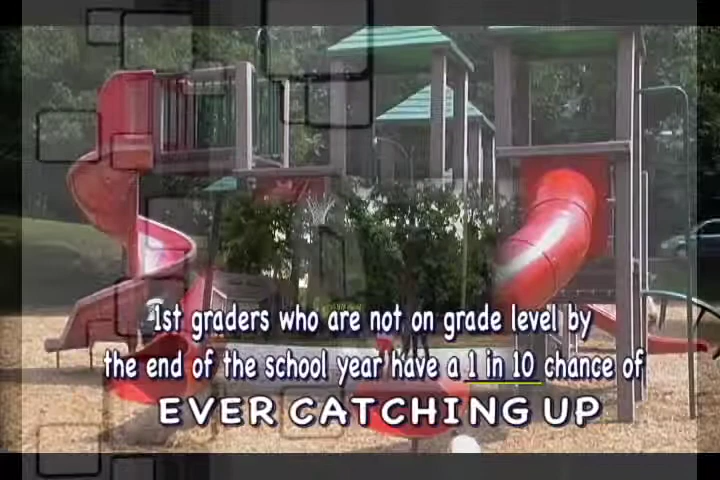 1st graders who are not on grade level by
the end of the school year have a 1 in 10 chance of
EVER CATCHING UP